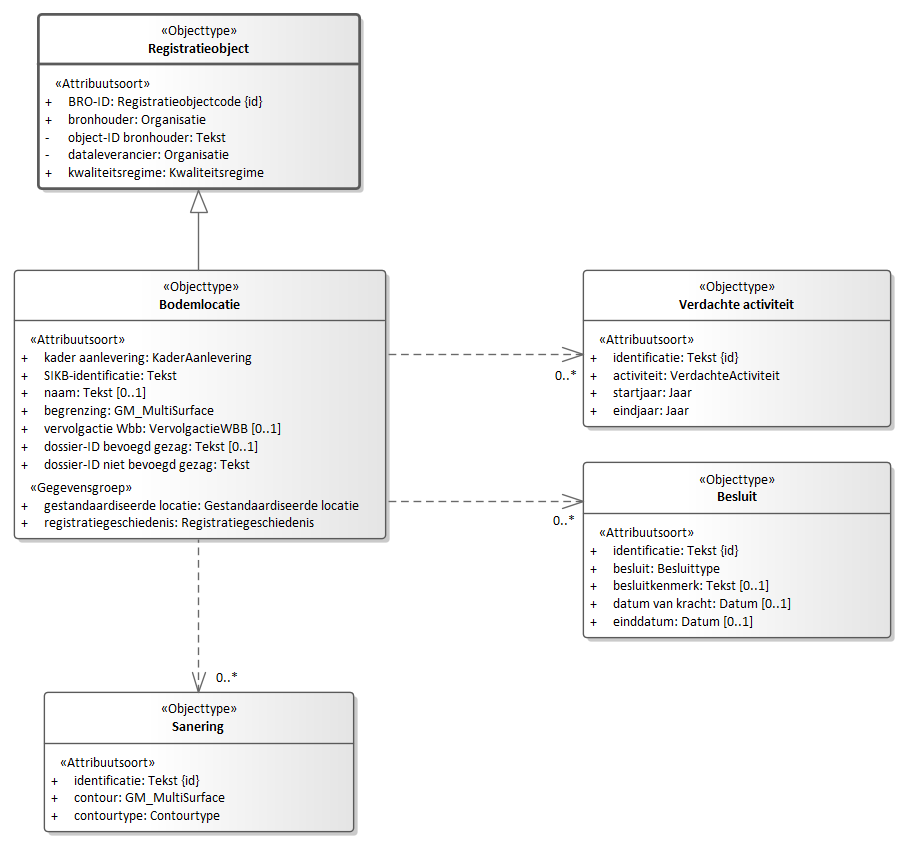 «Objecttype»
Registratieobject
«Attribuutsoort»
+ BRO-ID: Registratieobjectcode {id}
+ bronhouder: Organisatie
- object-ID bronhouder: Tekst
- dataleverancier: Organisatie
+ kwaliteitsregime: Kwaliteitsregime
«Objecttype»
Bodemlocatie
«Attribuutsoort»
+ kader aanlevering: KaderAanlevering
+ SIKB-identificatie: Tekst
+ naam: Tekst [0..1]
+ begrenzing: GM_MultiSurface
+ vervolgactie Wbb: VervolgactieWBB [0..1]
+ dossier-ID bevoegd gezag: Tekst [0..1]
+ dossier-ID niet bevoegd gezag: Tekst
«Gegevensgroep»
+ gestandaardiseerde locatie: Gestandaardiseerde locatie
+ registratiegeschiedenis: Registratiegeschiedenis
0..*
«Objecttype»
Verdachte activiteit
«Attribuutsoort»
+ identificatie: Tekst {id}
+ activiteit: VerdachteActiviteit
+ startjaar: Jaar
+ eindjaar: Jaar
0..*
«Objecttype»
Besluit
«Attribuutsoort»
+ identificatie: Tekst {id}
+ besluit: Besluittype
+ besluitkenmerk: Tekst [0..1]
+ datum van kracht: Datum [0..1]
+ einddatum: Datum [0..1]
0..*
«Objecttype»
Sanering
«Attribuutsoort»
+ identificatie: Tekst {id}
+ contour: GM_MultiSurface
+ contourtype: Contourtype